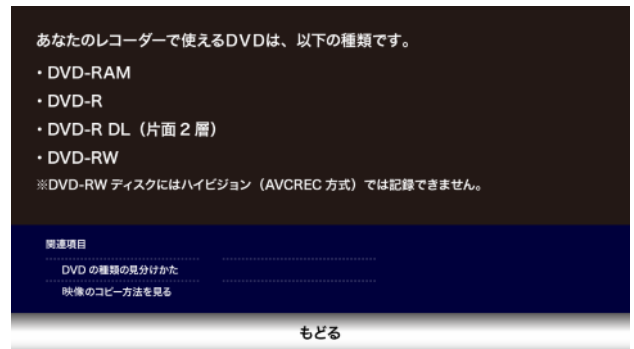 あなたのレコーダーで使えるDVDは、以下の種類です。
・DVD-RAM
・DVD-R
・DVD-R DL（片面2層）
・DVD-RW
※DVD-RW ディスクにはハイビジョン（AVCREC 方式）では記録できません。
関連項目
DVD の種類の見分けかた
映像のコピー方法を見る
もどる